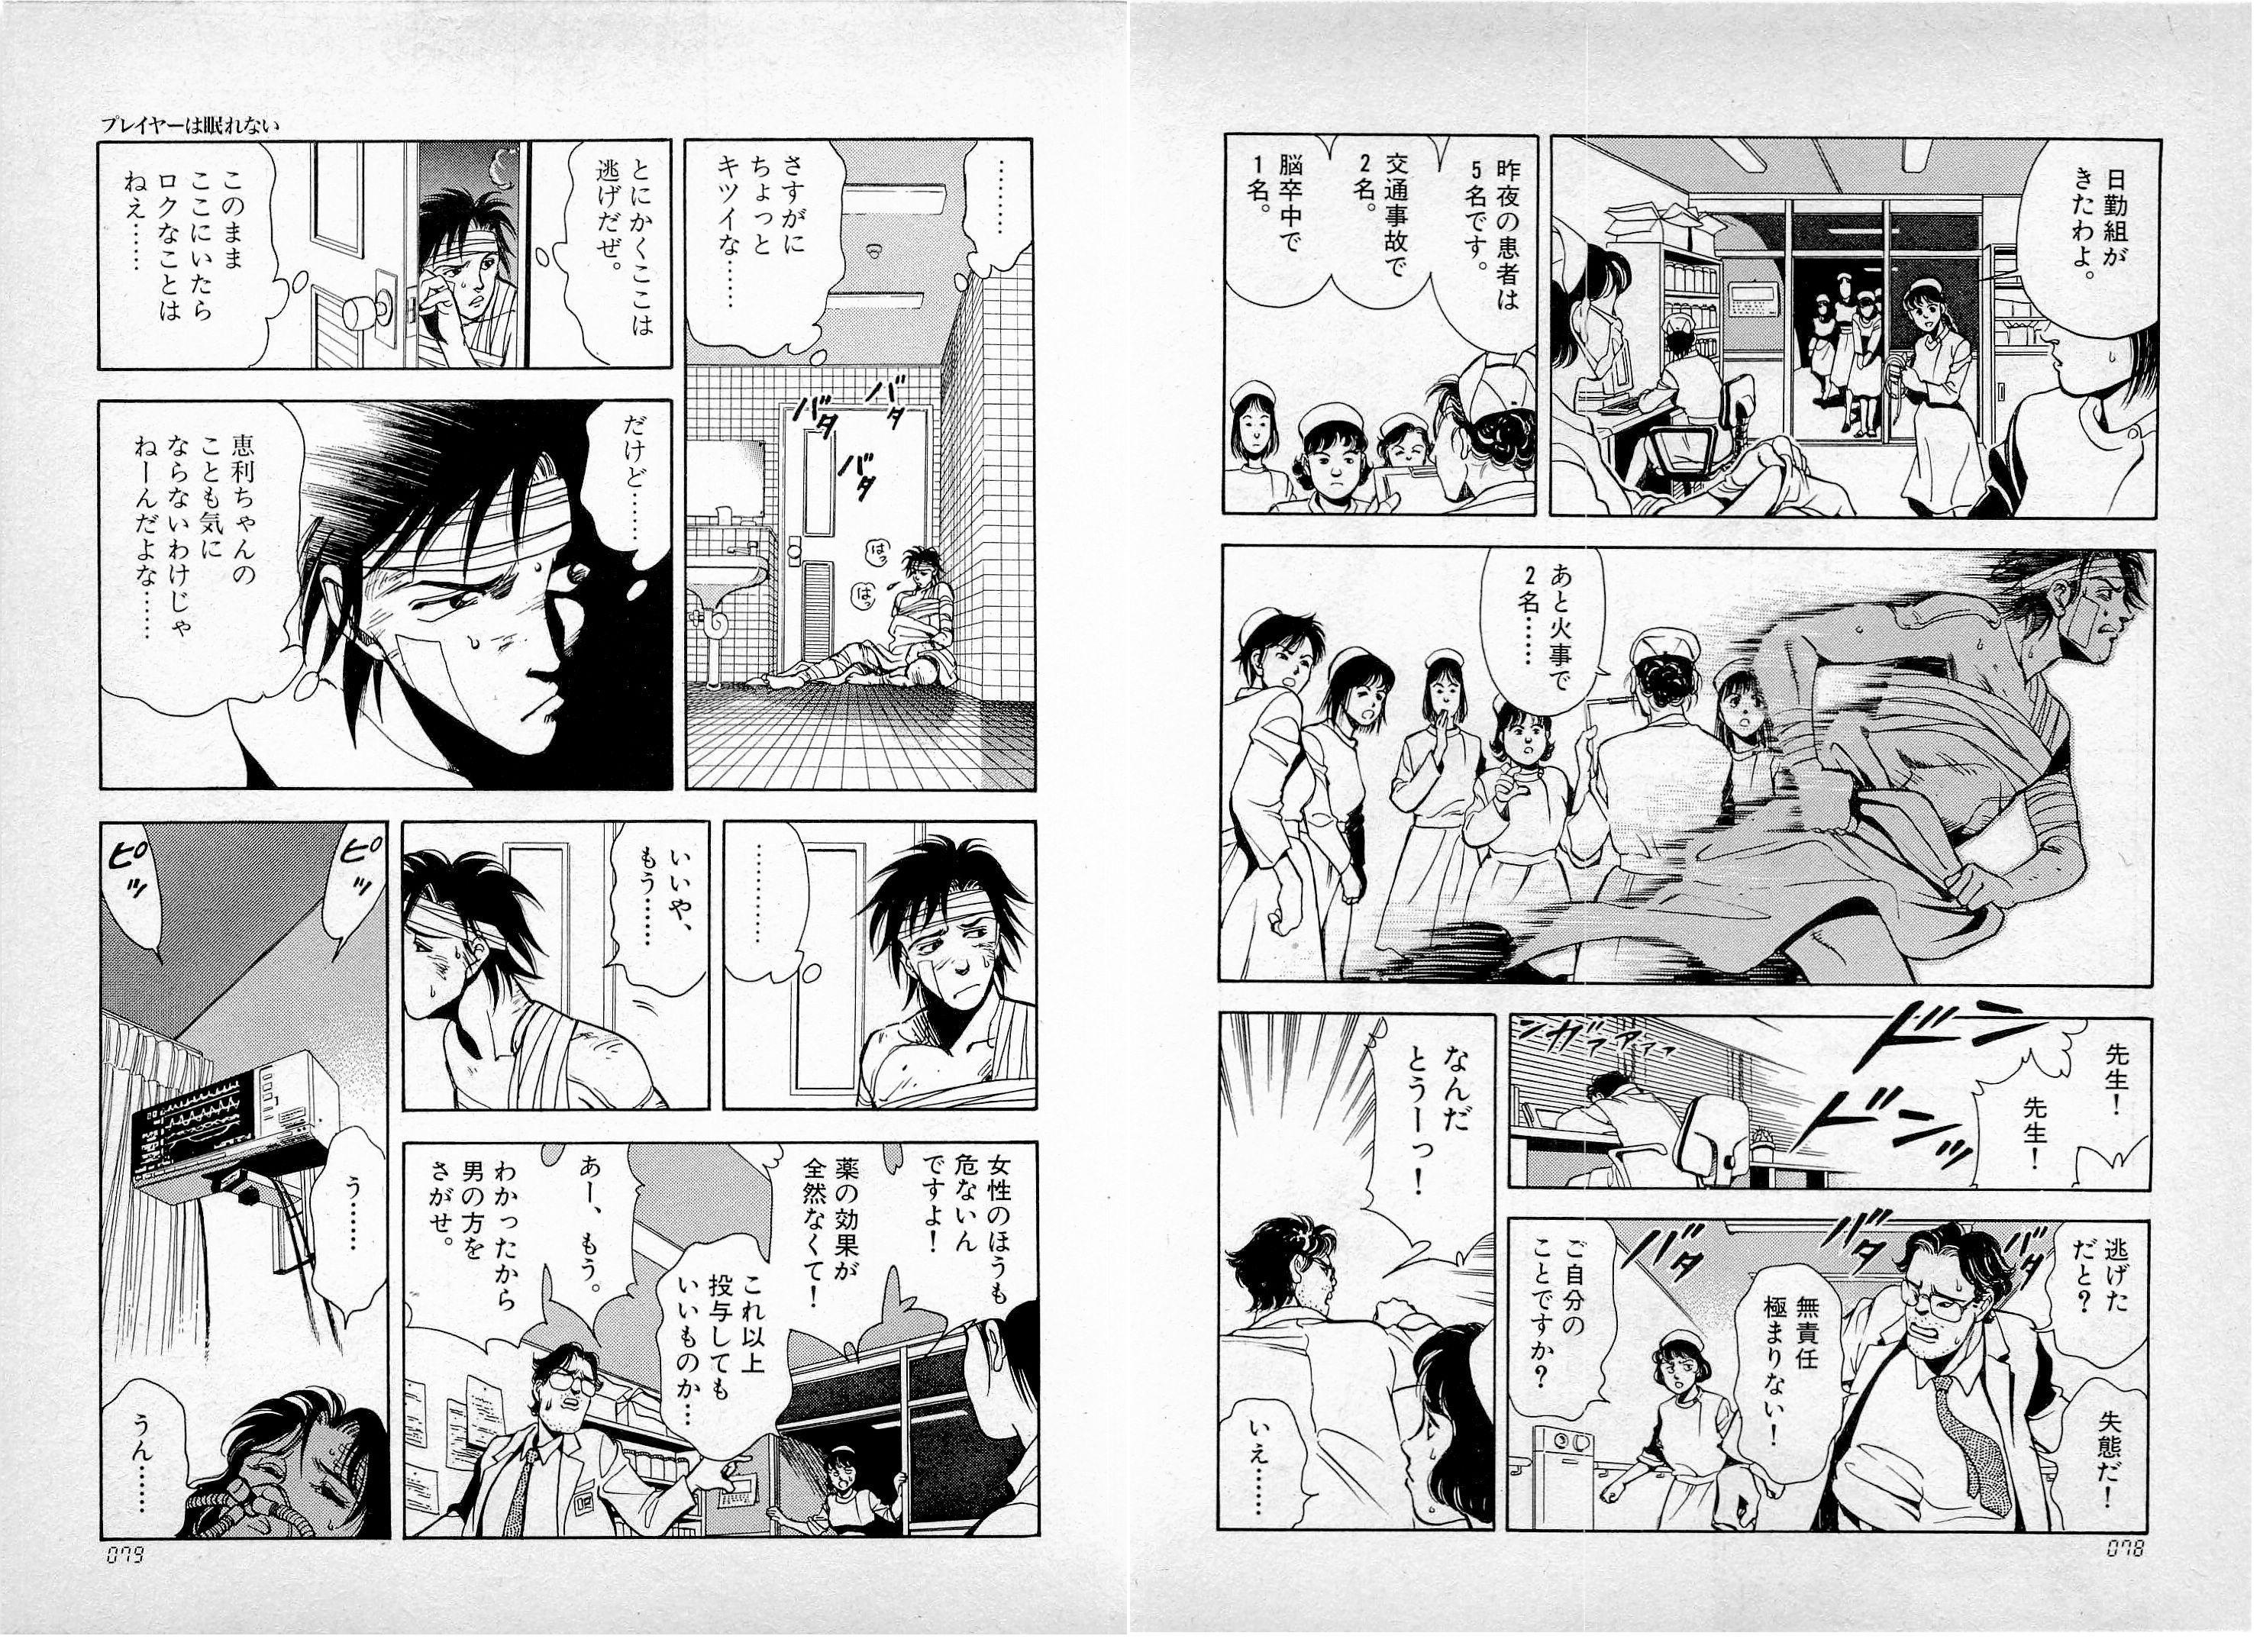 日勤組が
きたわよ。
昨夜の患者は
5名です。
交通事故で
2名。
脳卒中で
1名。
あと火事で
2名……
先生！
先生！
ドン
ドンッ
ンガァァァァ
なんだ
とうーっ！
いえ……
逃げた
だと？
失態だ！
無責任
極まりない！
ご自分の
ことですか？
バタ
バタ
バタ
078
プレイヤーは眠れない
………
さすがに
ちょっと
キツイな……
バタ
バタ
バタ
はっ
はっ
とにかくここは
逃げだぜ。
このまま
ここにいたら
ロクなことは
ねえ……
だけど……
恵利ちゃんの
ことも気に
ならないわけじゃ
ねーんだよな……
…………
いいや、
もう……
女性のほうも
危ないん
ですよ！
薬の効果が
全然なくて！
これ以上
投与しても
いいものか…
あー、もう。
わかったから
男の方を
さがせ。
ピッ
ピッ
う……
うん……
079